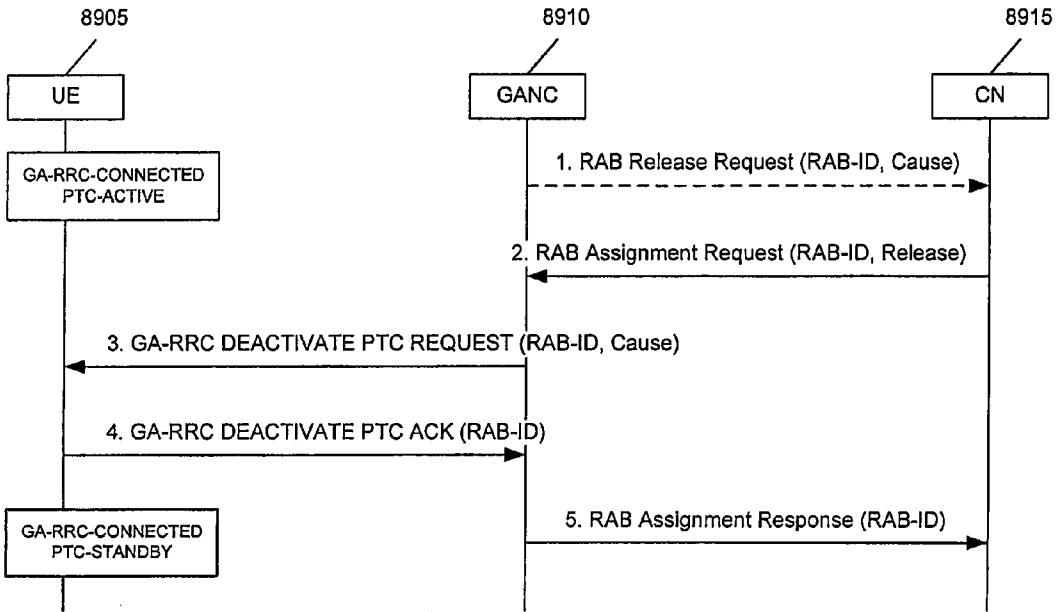 8905
8910
8915
UE
GANC
CN
GA-RRC-CONNECTED
PTC-ACTIVE
1. RAB Release Request (RAB-ID, Cause)
2. RAB Assignment Request (RAB-ID, Release)
3. GA-RRC DEACTIVATE PTC REQUEST (RAB-ID, Cause)
4. GA-RRC DEACTIVATE PTC ACK (RAB-ID)
GA-RRC-CONNECTED
PTC-STANDBY
5. RAB Assignment Response (RAB-ID)